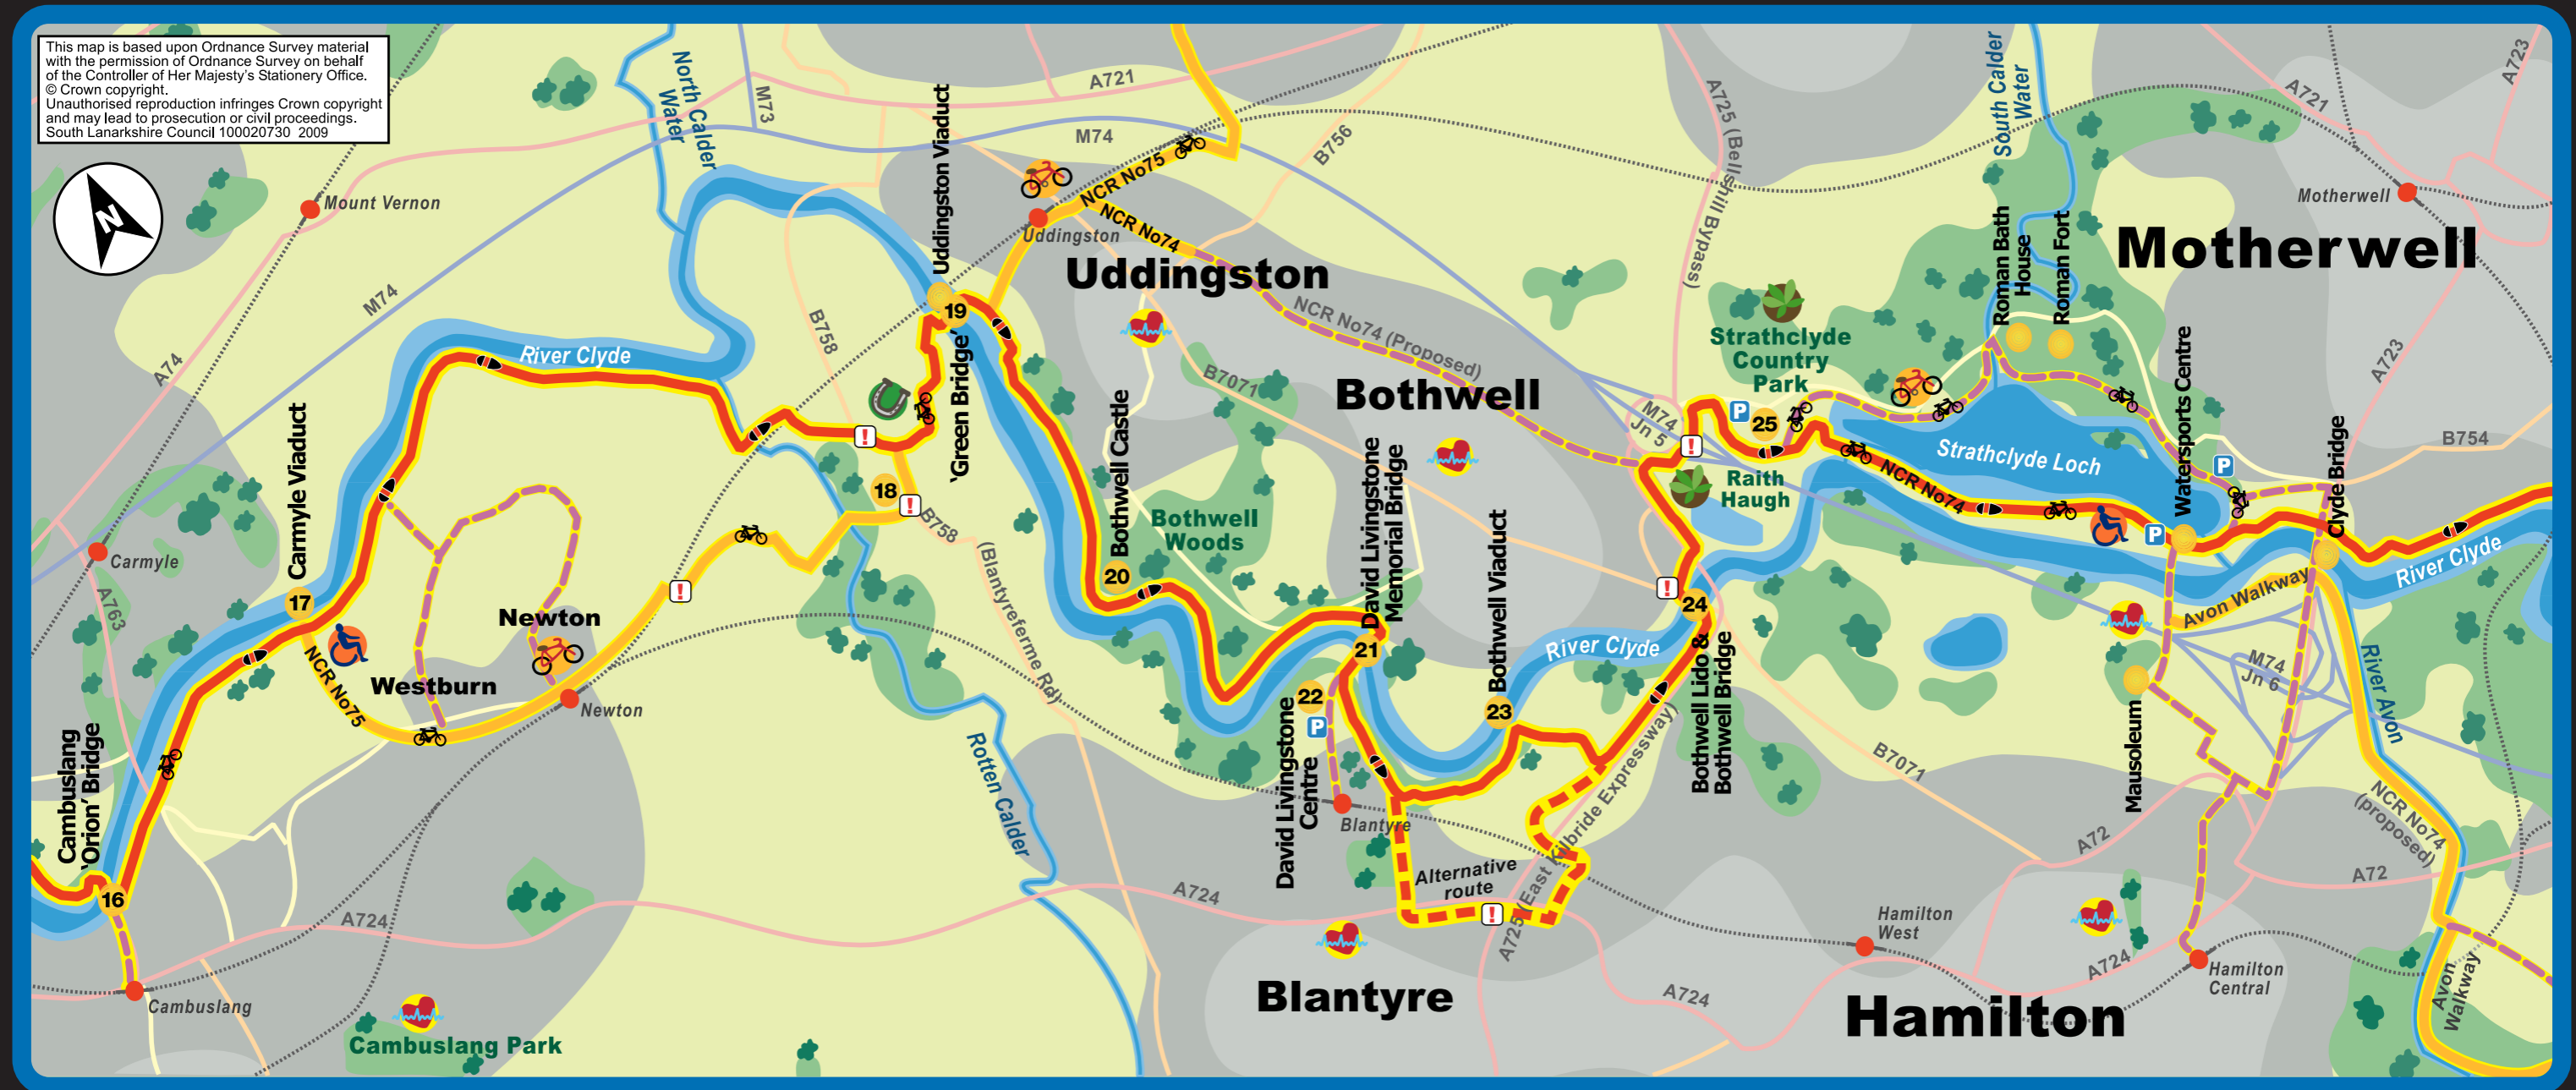 This map is based upon Ordnance Survey material
with the permission of Ordnance Survey on behalf
of the Controller of Her Majesty's Stationery Office.
© Crown copyright.
Unauthorised reproduction infringes Crown copyright
and may lead to prosecution or civil proceedings.
South Lanarkshire Council 100020730  2009
N
Mount Vernon
A74
M74
Carmyle
A763
Carmyle Viaduct
17
NCR No75
Westburn
Newton
Newton
Cambuslang
'Orion' Bridge
16
A724
Cambuslang
Cambuslang Park
River Clyde
North Calder
Water
M73
A721
M74
B756
Uddingston Viaduct
19
'Green Bridge'
18
B758
B758
(Blantyreferme Rd)
Rotten Calder
NCR No75
NCR No74
Uddingston
Uddingston
NCR No74 (Proposed)
B7071
Bothwell
Bothwell Castle
20
Bothwell
Woods
David Livingstone
Memorial Bridge
21
22
P
David Livingstone
Centre
Blantyre
Bothwell Viaduct
23
River Clyde
24
Bothwell Lido &
Bothwell Bridge
Alternative
route
A725 (East Kilbride Expressway)
A724
Blantyre
A724
A725 (Bellshill Bypass)
M74
Jn 5
Strathclyde
Country
Park
P
25
Raith
Haugh
NCR No74
Strathclyde Loch
South Calder
Water
Roman Bath
House
Roman Fort
Watersports Centre
P
P
Clyde Bridge
Motherwell
Motherwell
A721
A723
A723
B754
River Clyde
Avon Walkway
M74
Jn 6
River Avon
Mausoleum
B7071
A72
A72
NCR No74
(proposed)
Hamilton
West
Hamilton
A724
Hamilton
Central
Avon
Walkway